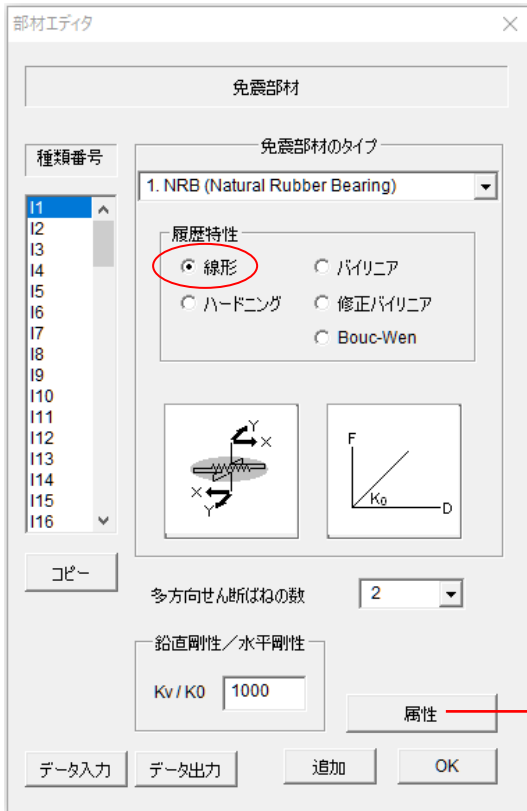 部材エディタ
免震部材
種類番号
免震部材のタイプ
1. NRB (Natural Rubber Bearing)
I1
I2
I3
I4
I5
I6
I7
I8
I9
I10
I11
I12
I13
I14
I15
I16
履歴特性
線形
バイリニア
ハードニング
修正バイリニア
Bouc-Wen
Y
X
X
Y
F
K0
D
コピー
多方向せん断ばねの数
2
鉛直剛性／水平剛性
Kv / K0
1000
属性
データ入力
データ出力
追加
OK